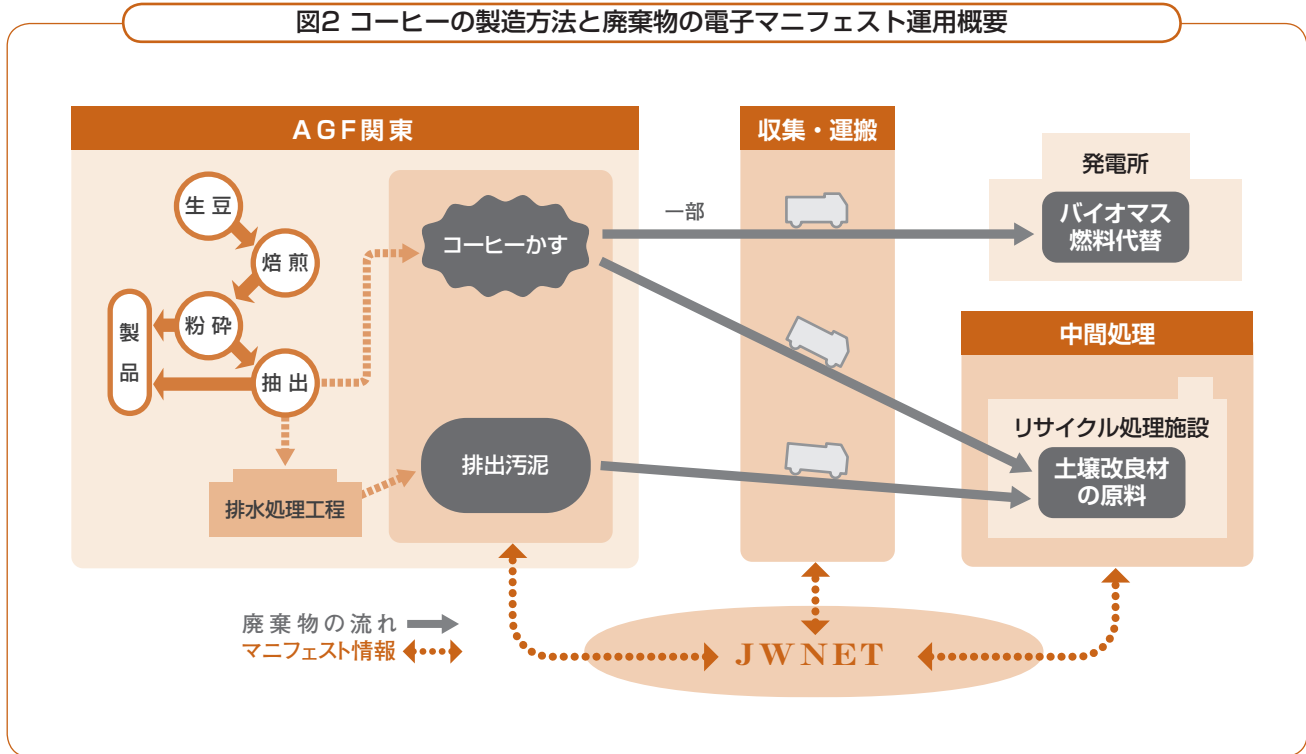 図2 コーヒーの製造方法と廃棄物の電子マニフェスト運用概要
AGF関東
収集・運搬
発電所
生豆
焙煎
粉砕
抽出
製品
排水処理工程
コーヒーかす
排出汚泥
一部
バイオマス
燃料代替
中間処理
リサイクル処理施設
土壌改良材
の原料
廃棄物の流れ
マニフェスト情報
JWNET